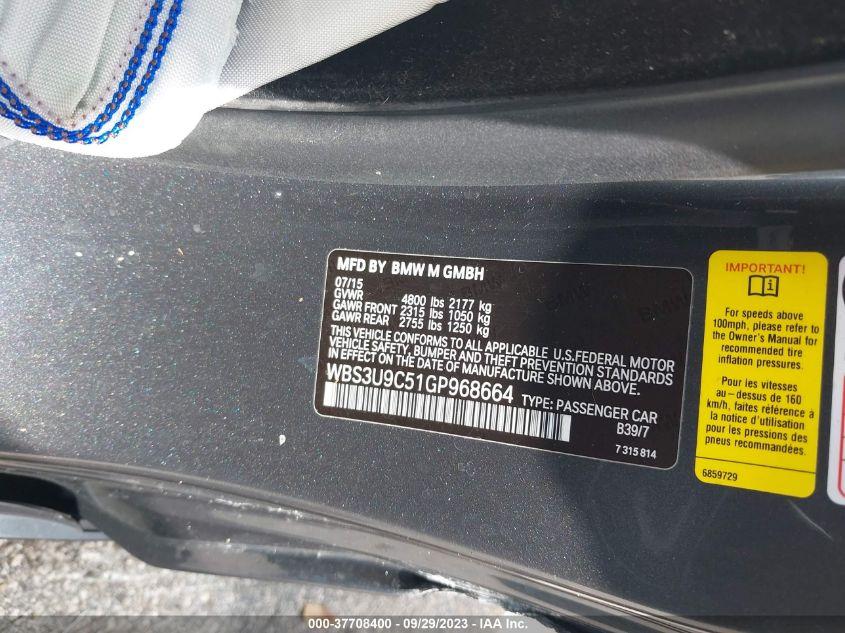 MFD BY BMW M GMBH
07/15
GVWR 4800 lbs 2177 kg
GAWR FRONT 2315 lbs 1050 kg
GAWR REAR 2755 lbs 1250 kg
THIS VEHICLE CONFORMS TO ALL APPLICABLE U.S.FEDERAL MOTOR
VEHICLE SAFETY, BUMPER AND THEFT PREVENTION STANDARDS
IN EFFECT ON THE DATE OF MANUFACTURE SHOWN ABOVE.
WBS3U9C51GP968664 TYPE: PASSENGER CAR
B39/7
7 315 814
IMPORTANT!
For speeds above
100mph, please refer to
the Owner's Manual for
recommended tire
inflation pressures.
Pour les vitesses
au-dessus de 160
km/h, faites référence à
la notice d'utilisation
pour les pressions des
pneus recommandées.
6859729
000-37708400 - 09/29/2023 - IAA Inc.